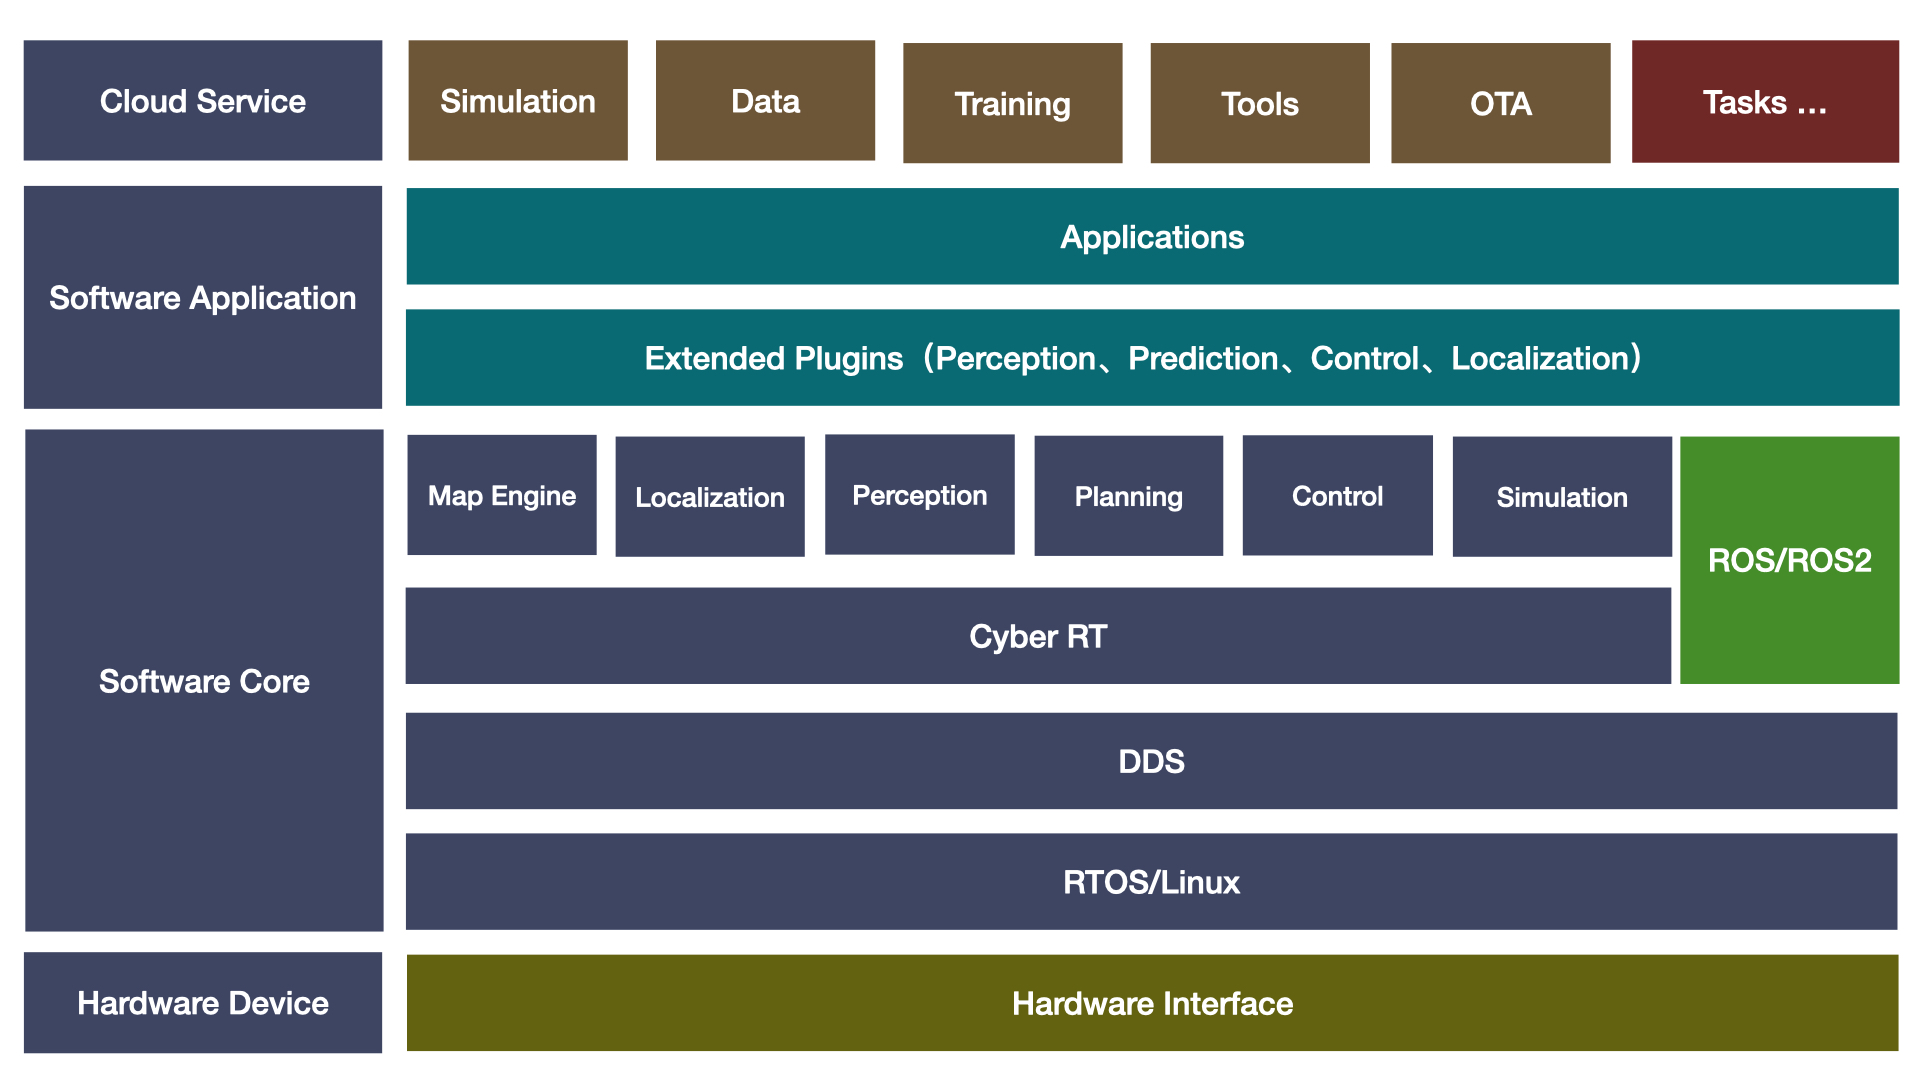 Cloud Service
Simulation
Data
Training
Tools
OTA
Tasks ...
Software Application
Applications
Extended Plugins（Perception、Prediction、Control、Localization）
Software Core
Map Engine
Localization
Perception
Planning
Control
Simulation
ROS/ROS2
Cyber RT
DDS
RTOS/Linux
Hardware Device
Hardware Interface